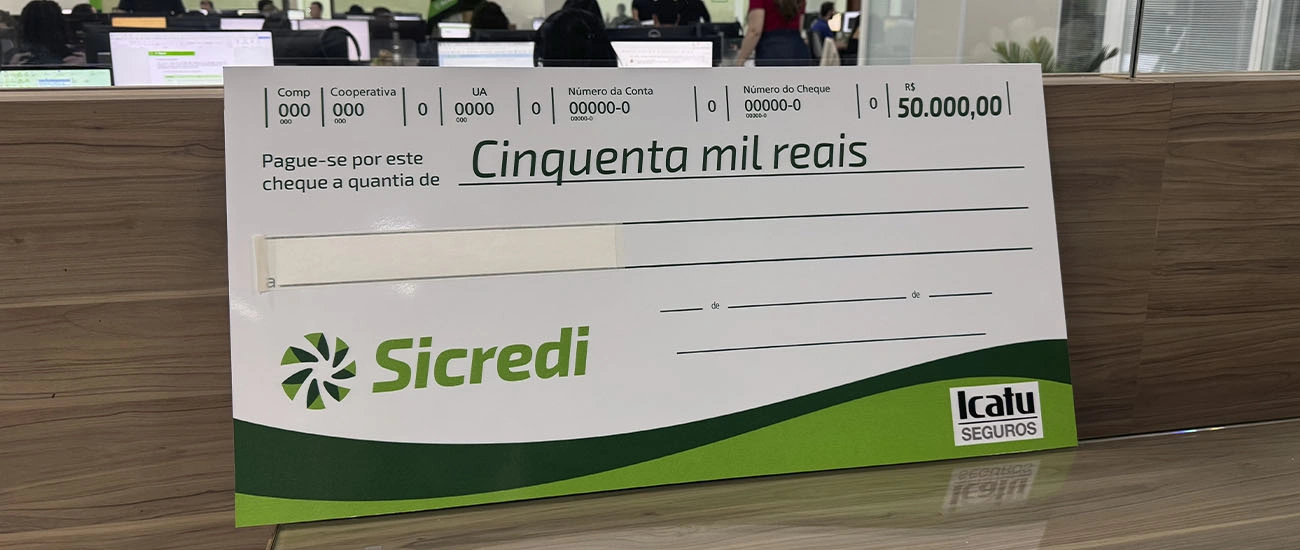 Comp Cooperativa UA Número da Conta Número do Cheque R$
000 000 0 0000 0 00000-0 0 00000-0 0 50.000,00
000 000 000 00000-0 00000-0
Pague-se por este
cheque a quantia de Cinquenta mil reais
a
de de
Sicredi
Icatu
SEGUROS